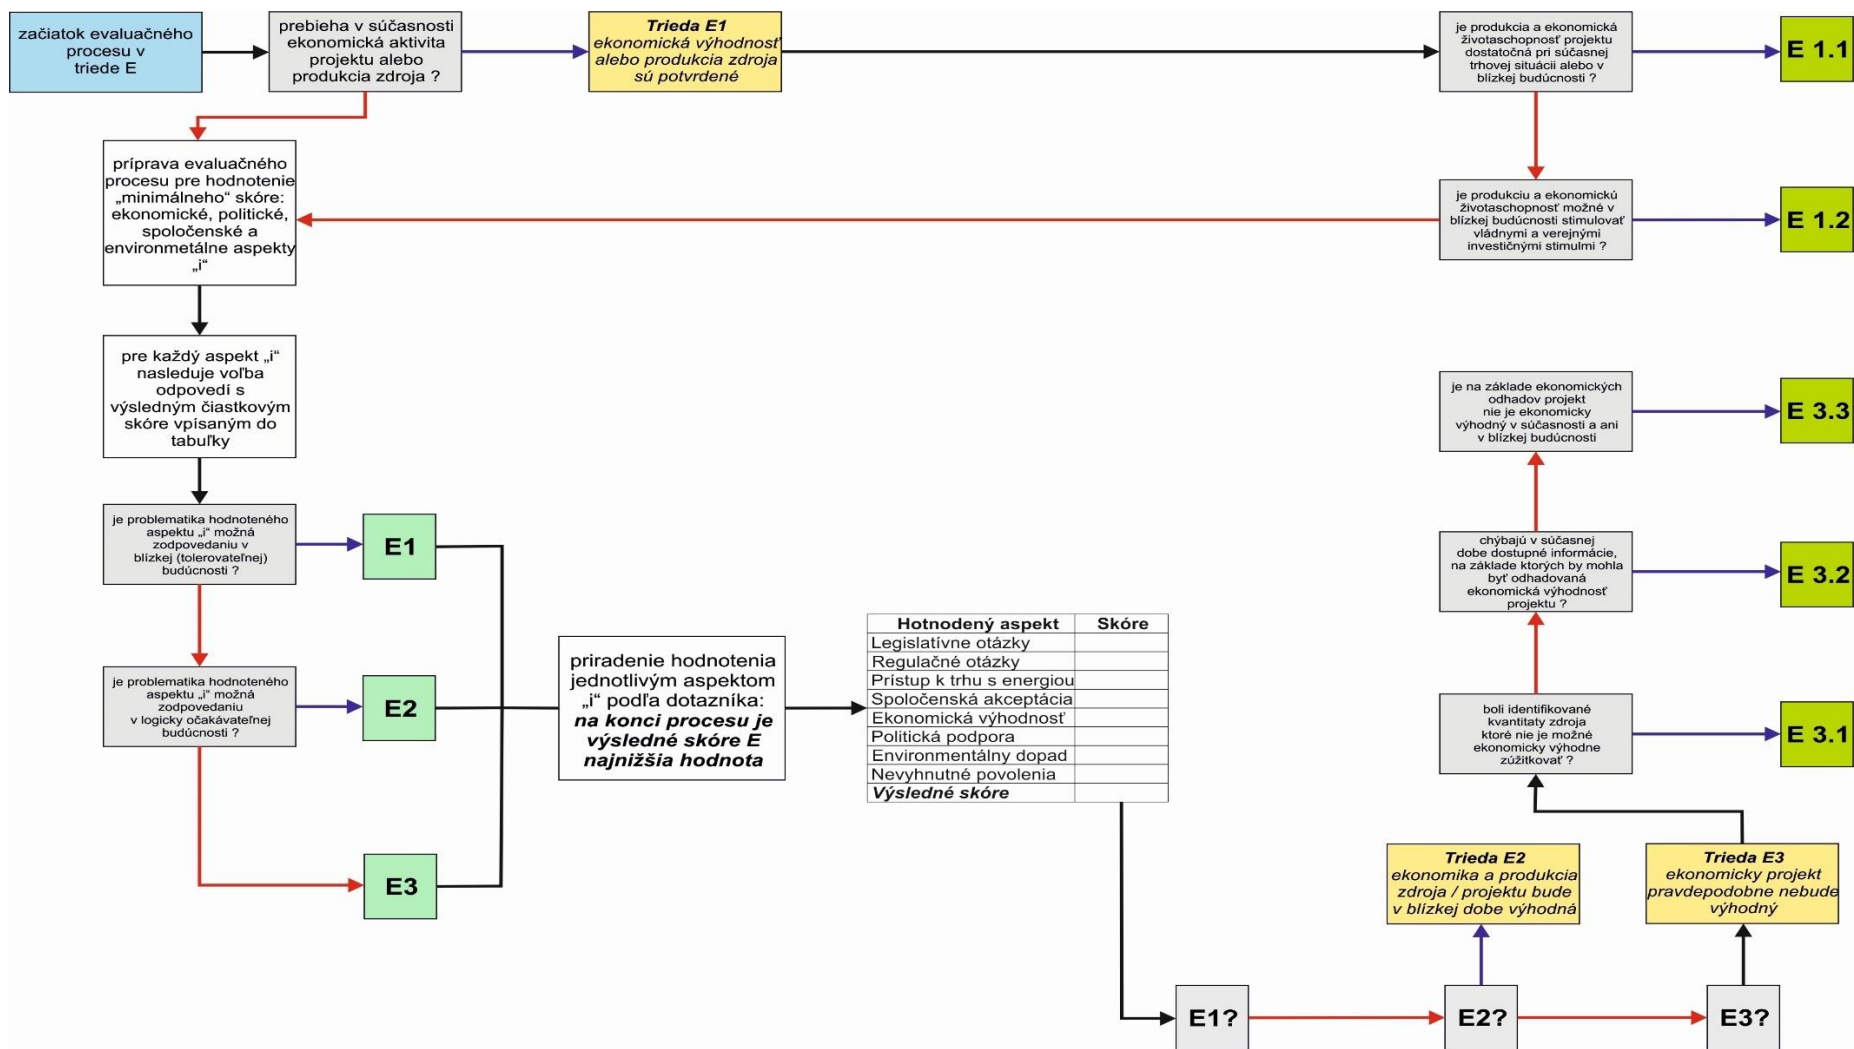 začiatok evaluačného
procesu v
triede E
prebieha v súčasnosti
ekonomická aktivita
projektu alebo
produkcia zdroja ?
Trieda E1
ekonomická výhodnosť
alebo produkcia zdroja
sú potvrdené
je produkcia a ekonomická
životaschopnosť projektu
dostatočná pri súčasnej
trhovej situácii alebo v
blízkej budúcnosti ?
E 1.1
príprava evaluačného
procesu pre hodnotenie
„minimálneho“ skóre:
ekonomické, politické,
spoločenské a
environmetálne aspekty
„i“
je produkciu a ekonomickú
životaschopnosť možné v
blízkej budúcnosti stimulovať
vládnymi a verejnými
investičnými stimulmi ?
E 1.2
pre každý aspekt „i“
nasleduje voľba
odpovedí s
výsledným čiastkovým
skóre vpísaným do
tabuľky
je na základe ekonomických
odhadov projekt
nie je ekonomicky
výhodný v súčasnosti a ani
v blízkej budúcnosti
E 3.3
je problematika hodnoteného
aspektu „i“ možná
zodpovedaniu v
blízkej (tolerovateľnej)
budúcnosti ?
E1
chýbajú v súčasnej
dobe dostupné informácie,
na základe ktorých by mohla
byť odhadovaná
ekonomická výhodnosť
projektu ?
E 3.2
je problematika hodnoteného
aspektu „i“ možná
zodpovedaniu
v logicky očakávateľnej
budúcnosti ?
E2
priradenie hodnotenia
jednotlivým aspektom
„i“ podľa dotazníka:
na konci procesu je
výsledné skóre E
najnižšia hodnota
Hotnodený aspekt Skóre
Legislatívne otázky
Regulačné otázky
Prístup k trhu s energiou
Spoločenská akceptácia
Ekonomická výhodnosť
Politická podpora
Environmentálny dopad
Nevyhnutné povolenia
Výsledné skóre
boli identifikované
kvantitaty zdroja
ktoré nie je možné
ekonomicky výhodne
zúžitkovať ?
E 3.1
E3
Trieda E2
ekonomika a produkcia
zdroja / projektu bude
v blízkej dobe výhodná
Trieda E3
ekonomicky projekt
pravdepodobne nebude
výhodný
E1?
E2?
E3?